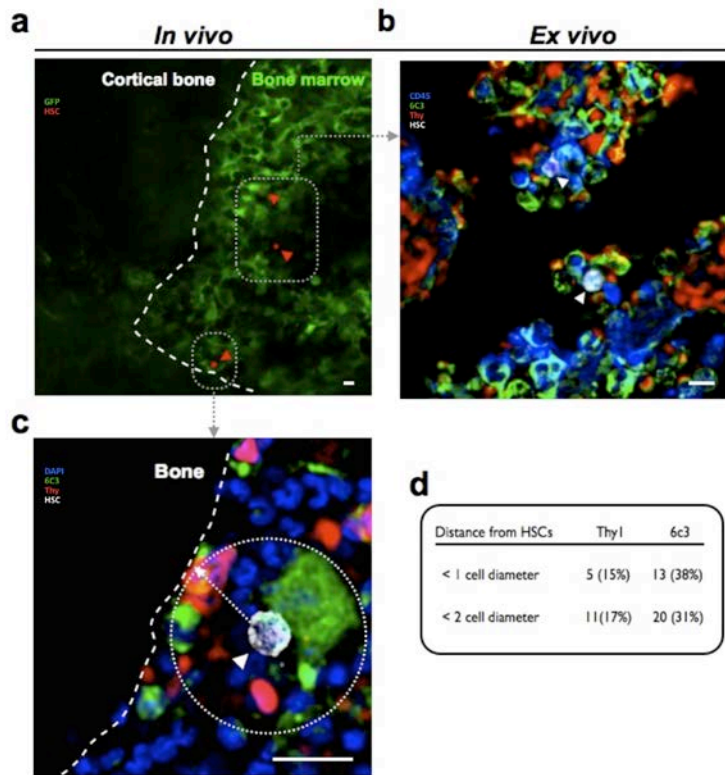 a
In vivo
Cortical bone
Bone marrow
GFP
HSC
b
Ex vivo
CD45
6C3
Thy
HSC
c
Bone
DAPI
6C3
Thy
HSC
d
Distance from HSCs Thy1 6c3
< 1 cell diameter 5 (15%) 13 (38%)
< 2 cell diameter 11(17%) 20 (31%)